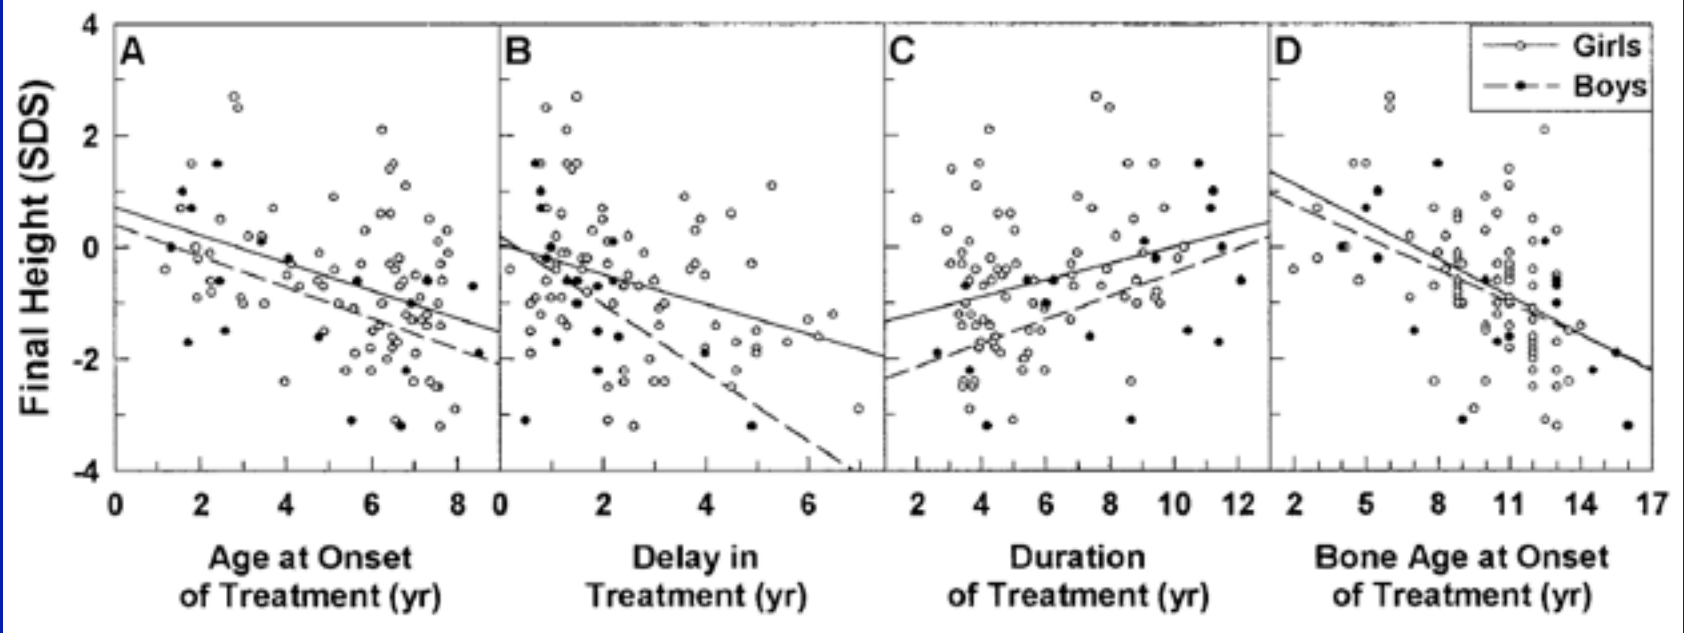 A B C D
Girls
Boys
Final Height (SDS)
4
2
0
-2
-4
0 2 4 6 8 0 2 4 6 2 4 6 8 10 12 2 5 8 11 14 17
Age at Onset
of Treatment (yr)
Delay in
Treatment (yr)
Duration
of Treatment (yr)
Bone Age at Onset
of Treatment (yr)